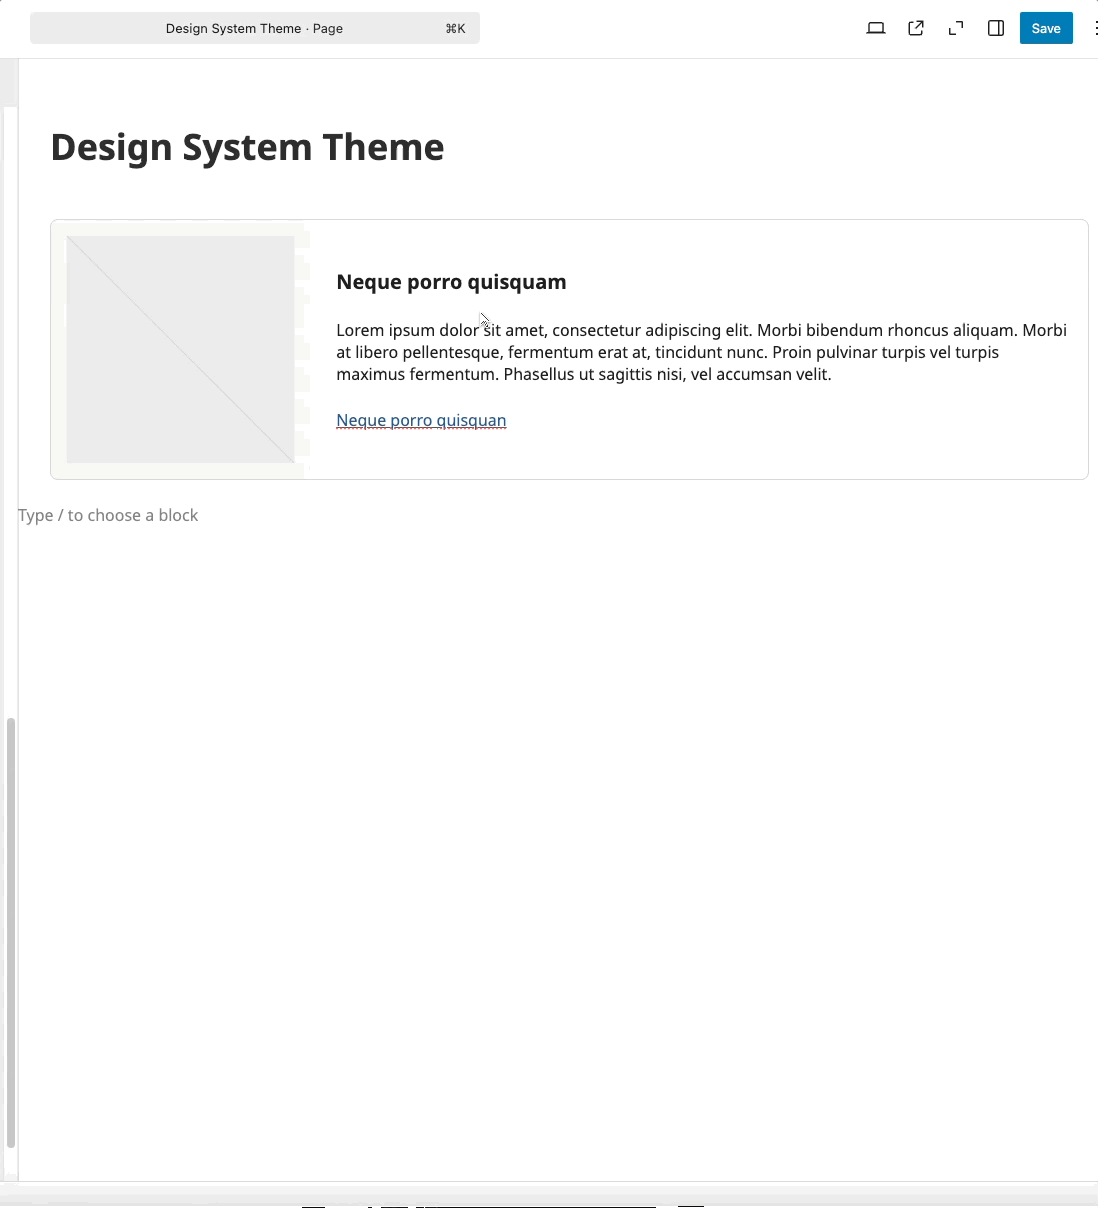 Design System Theme · Page ⌘K
Save
Design System Theme
Neque porro quisquam
Lorem ipsum dolor sit amet, consectetur adipiscing elit. Morbi bibendum rhoncus aliquam. Morbi
at libero pellentesque, fermentum erat at, tincidunt nunc. Proin pulvinar turpis vel turpis
maximus fermentum. Phasellus ut sagittis nisi, vel accumsan velit.
Neque porro quisquan
Type / to choose a block